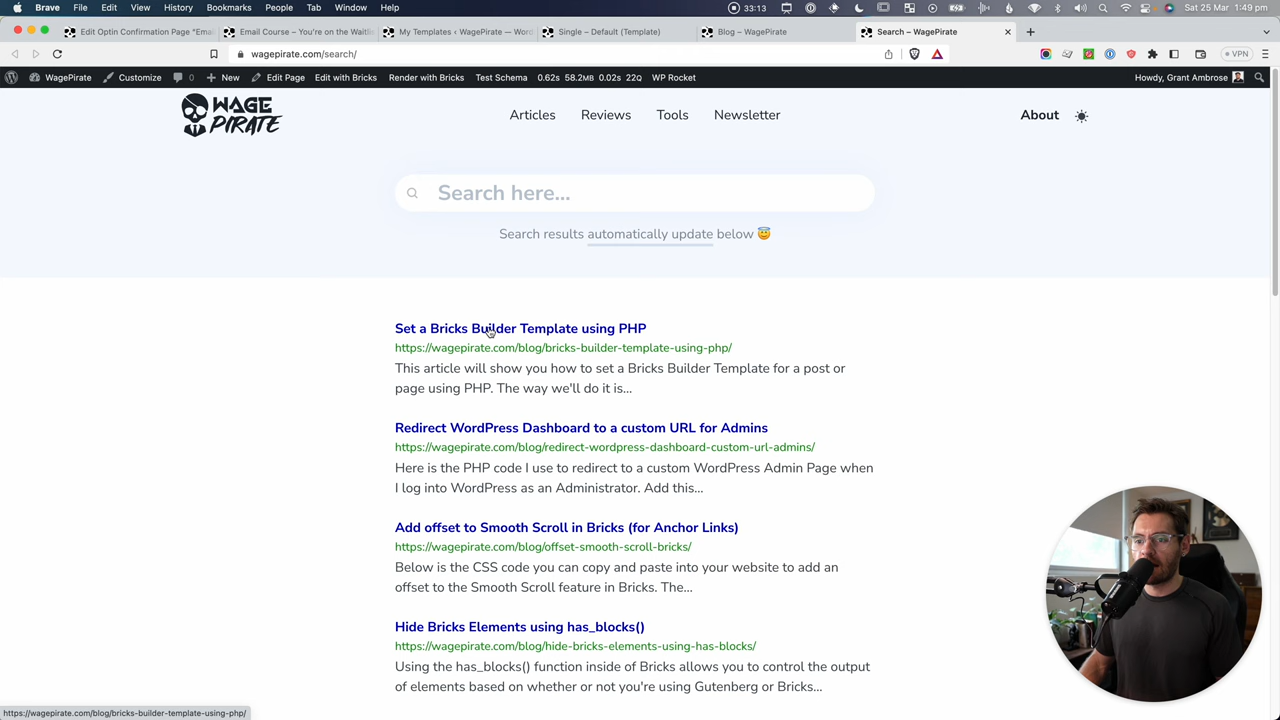 Brave File Edit View History Bookmarks People Tab Window Help 33:13 Sat 25 Mar 1:49 pm
Edit Optin Confirmation Page "Emai Email Course – You're on the Waitli My Templates ‹ WagePirate — Word Single – Default (Template) Blog – WagePirate Search – WagePirate
wagepirate.com/search/ VPN
WagePirate Customize 0 New Edit Page Edit with Bricks Render with Bricks Test Schema 0.62s 58.2MB 0.02s 22Q WP Rocket Howdy, Grant Ambrose
WAGE
PIRATE
Articles Reviews Tools Newsletter About
Search here...
Search results automatically update below 😇
Set a Bricks Builder Template using PHP
https://wagepirate.com/blog/bricks-builder-template-using-php/
This article will show you how to set a Bricks Builder Template for a post or
page using PHP. The way we'll do it is...
Redirect WordPress Dashboard to a custom URL for Admins
https://wagepirate.com/blog/redirect-wordpress-dashboard-custom-url-admins/
Here is the PHP code I use to redirect to a custom WordPress Admin Page when
I log into WordPress as an Administrator. Add this...
Add offset to Smooth Scroll in Bricks (for Anchor Links)
https://wagepirate.com/blog/offset-smooth-scroll-bricks/
Below is the CSS code you can copy and paste into your website to add an
offset to the Smooth Scroll feature in Bricks. The...
Hide Bricks Elements using has_blocks()
https://wagepirate.com/blog/hide-bricks-elements-using-has-blocks/
Using the has_blocks() function inside of Bricks allows you to control the output
of elements based on whether or not you're using Gutenberg or Bricks...
https://wagepirate.com/blog/bricks-builder-template-using-php/